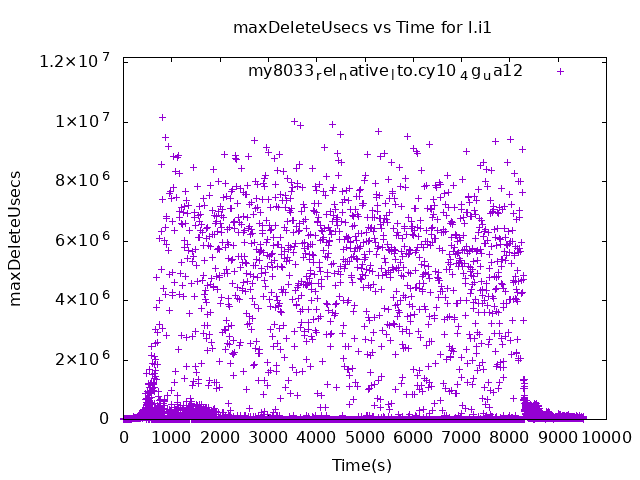 maxDeleteUsecs vs Time for l.i1
my8033relnativelto.cy104gua12
maxDeleteUsecs
1.2×10⁷
1×10⁷
8×10⁶
6×10⁶
4×10⁶
2×10⁶
0
0 1000 2000 3000 4000 5000 6000 7000 8000 9000 10000
Time(s)